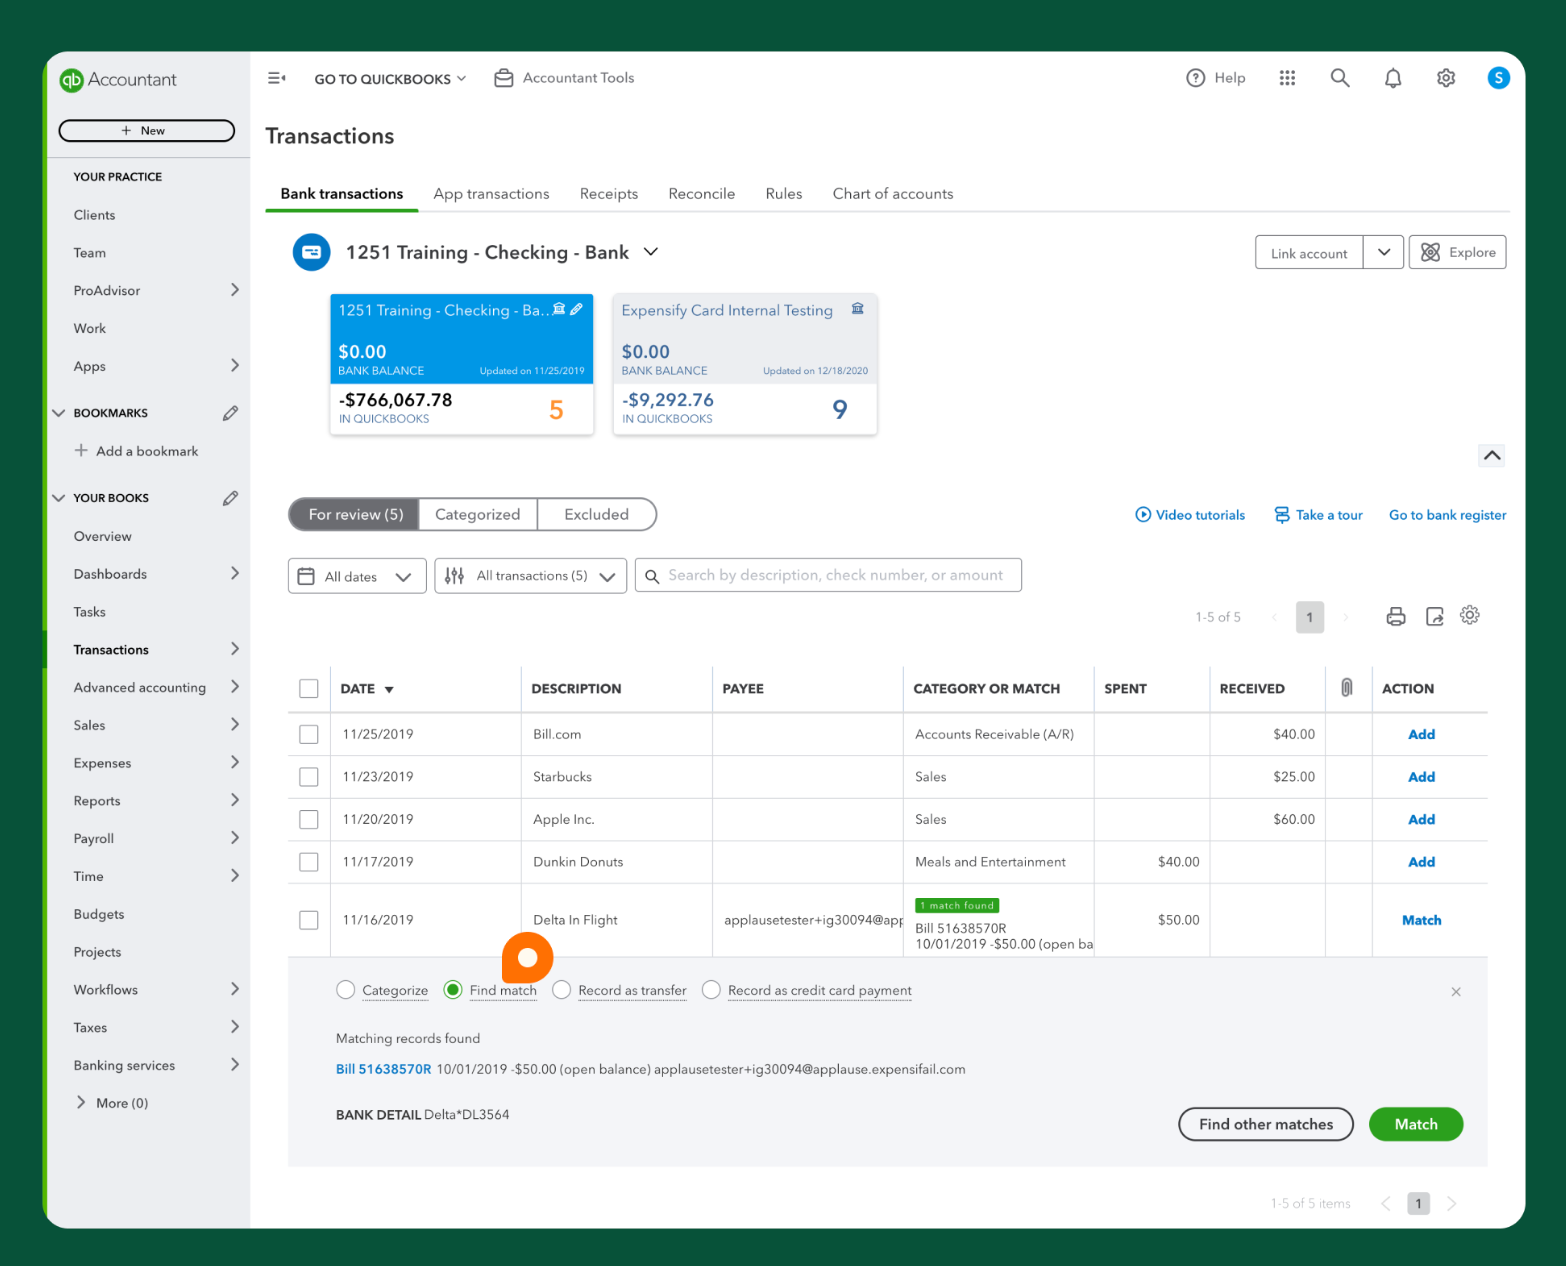 qb Accountant
GO TO QUICKBOOKS
Accountant Tools
? Help
S
+ New
Transactions
YOUR PRACTICE
Clients
Team
ProAdvisor
Work
Apps
BOOKMARKS
+ Add a bookmark
YOUR BOOKS
Overview
Dashboards
Tasks
Transactions
Advanced accounting
Sales
Expenses
Reports
Payroll
Time
Budgets
Projects
Workflows
Taxes
Banking services
More (0)
Bank transactions App transactions Receipts Reconcile Rules Chart of accounts
1251 Training - Checking - Bank
Link account
Explore
1251 Training - Checking - Ba..
$0.00
BANK BALANCE Updated on 11/25/2019
-$766,067.78
IN QUICKBOOKS
5
Expensify Card Internal Testing
$0.00
BANK BALANCE Updated on 12/18/2020
-$9,292.76
IN QUICKBOOKS
9
For review (5) Categorized Excluded
Video tutorials Take a tour Go to bank register
All dates All transactions (5) Search by description, check number, or amount
1-5 of 5 < 1 >
DATE ▼ DESCRIPTION PAYEE CATEGORY OR MATCH SPENT RECEIVED ACTION
11/25/2019 Bill.com Accounts Receivable (A/R) $40.00 Add
11/23/2019 Starbucks Sales $25.00 Add
11/20/2019 Apple Inc. Sales $60.00 Add
11/17/2019 Dunkin Donuts Meals and Entertainment $40.00 Add
1 match found
11/16/2019 Delta In Flight applausetester+ig30094@app Bill 51638570R $50.00 Match
10/01/2019 -$50.00 (open ba
Categorize Find match Record as transfer Record as credit card payment ×
Matching records found
Bill 51638570R 10/01/2019 -$50.00 (open balance) applausetester+ig30094@applause.expensifail.com
BANK DETAIL Delta*DL3564
Find other matches Match
1-5 of 5 items < 1 >